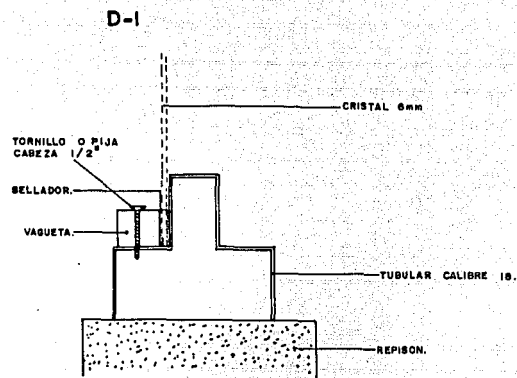 D-1
CRISTAL 6mm
TORNILLO O PIJA
CABEZA 1/2"
SELLADOR.
VAGUETA.
TUBULAR CALIBRE 18.
REPISON.